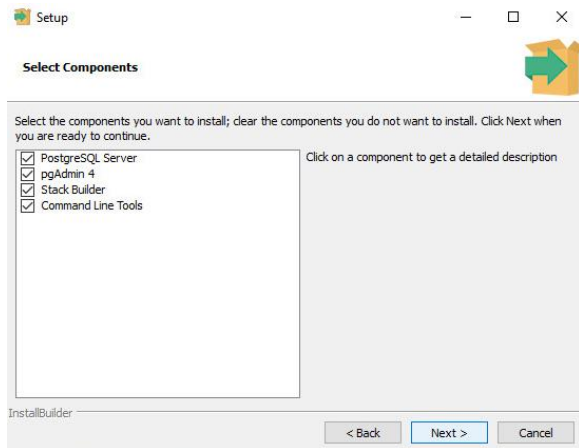 Setup
Select Components
Select the components you want to install; clear the components you do not want to install. Click Next when
you are ready to continue.
PostgreSQL Server
pgAdmin 4
Stack Builder
Command Line Tools
Click on a component to get a detailed description
InstallBuilder
< Back
Next >
Cancel